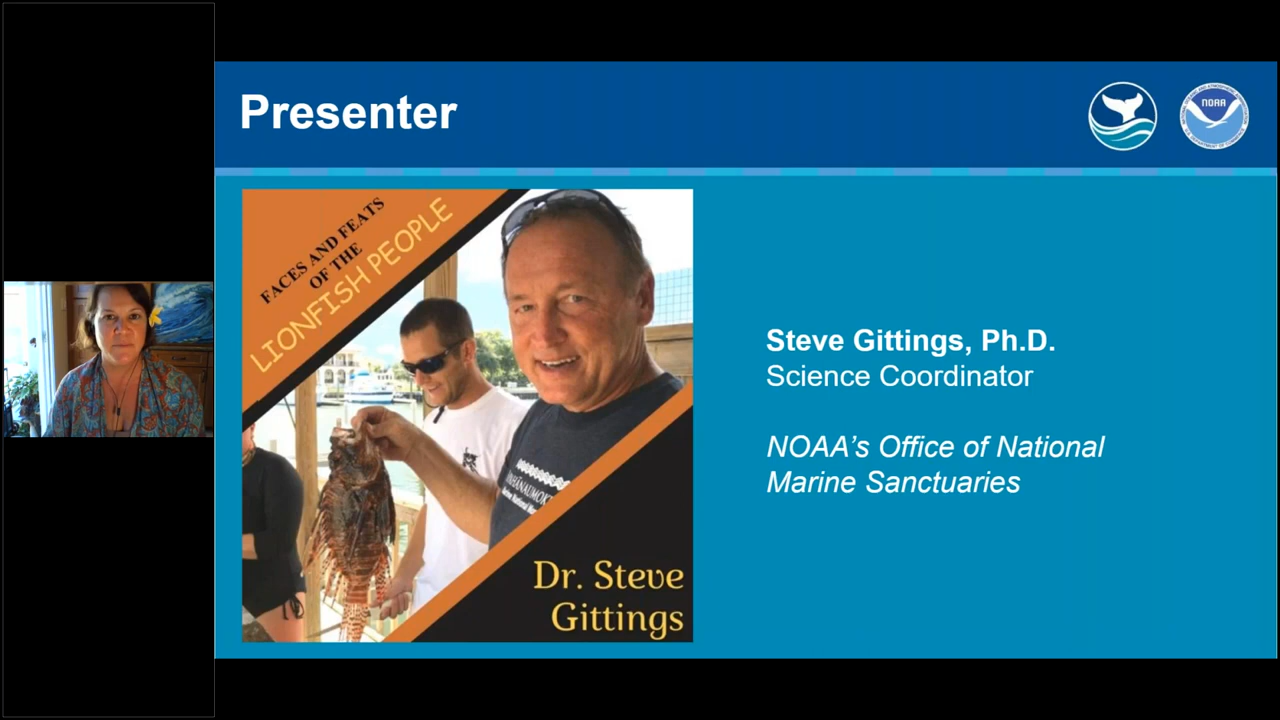 Presenter
NOAA
FACES AND FEATS
OF THE
LIONFISH PEOPLE
Dr. Steve
Gittings
Steve Gittings, Ph.D.
Science Coordinator
NOAA's Office of National
Marine Sanctuaries